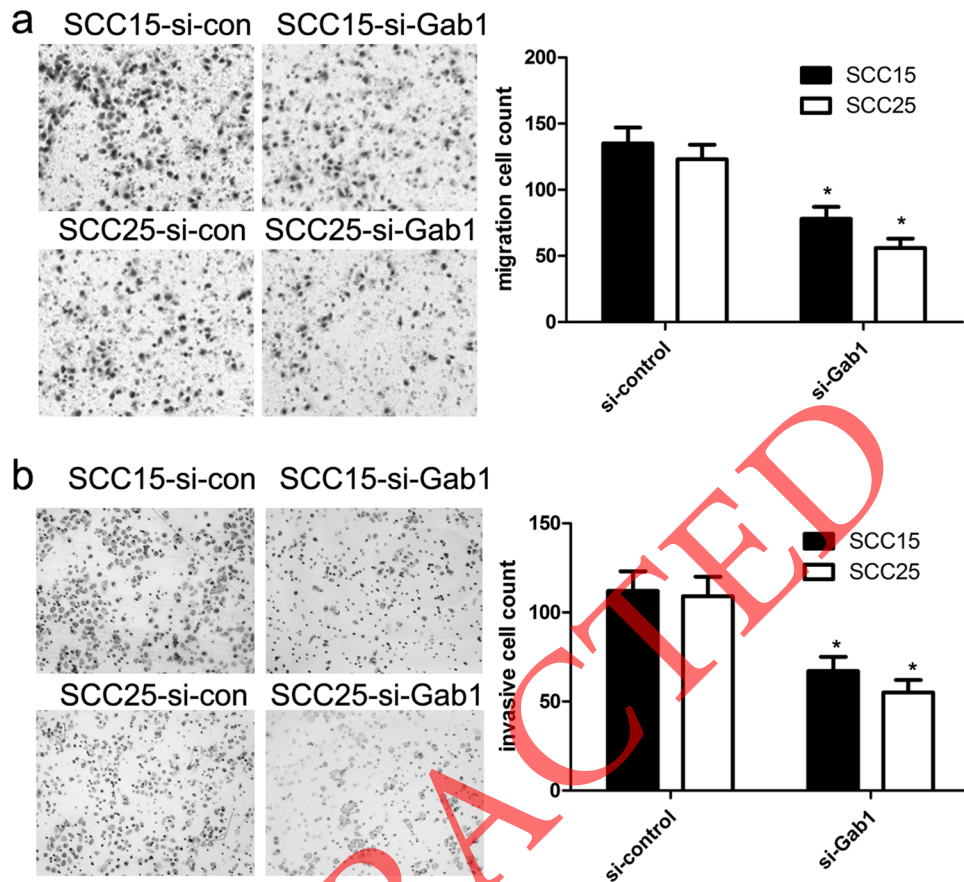 a
SCC15-si-con
SCC15-si-Gab1
SCC25-si-con
SCC25-si-Gab1
200
150
100
50
0
migration cell count
SCC15
SCC25
*
*
si-control
si-Gab1
b
SCC15-si-con
SCC15-si-Gab1
SCC25-si-con
SCC25-si-Gab1
150
100
50
0
invasive cell count
SCC15
SCC25
*
*
si-control
si-Gab1
RACTED